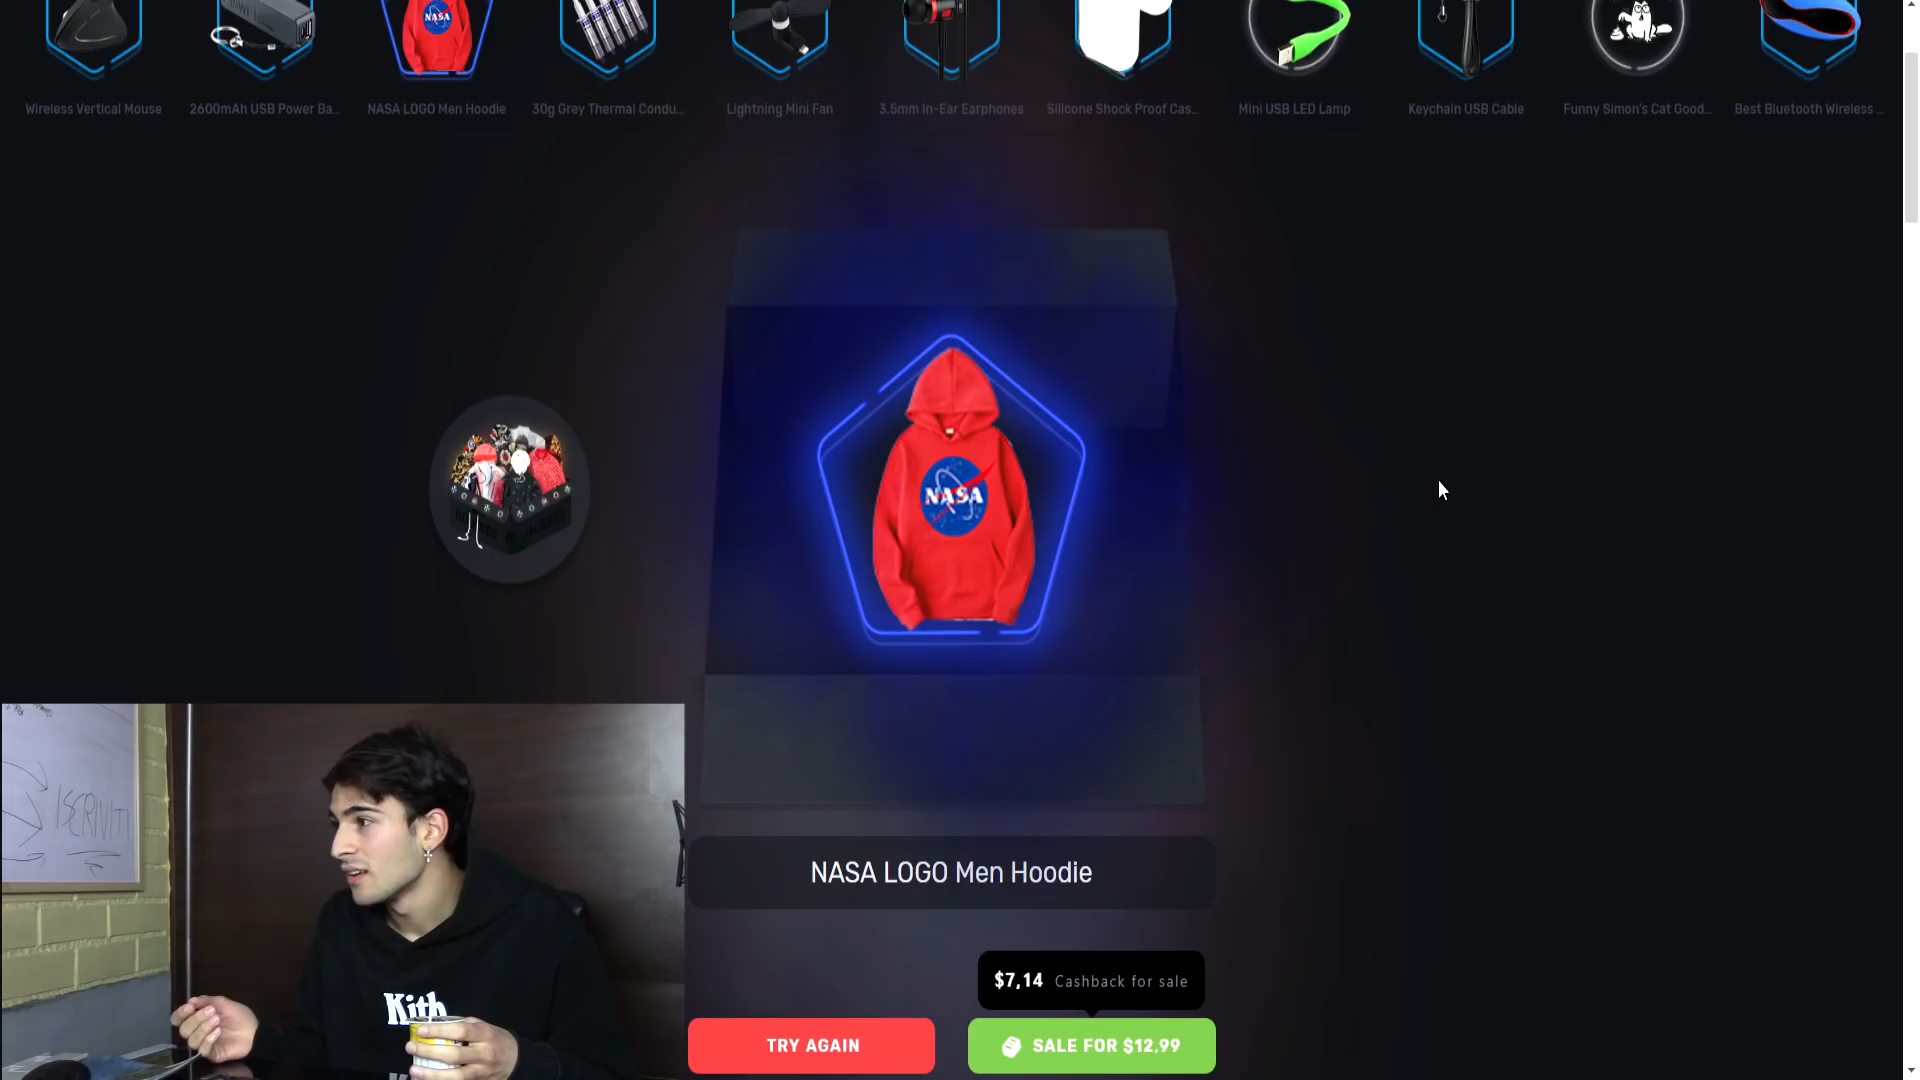 NASA
Wireless Vertical Mouse
2600mAh USB Power Ba...
NASA LOGO Men Hoodie
30g Grey Thermal Condu...
Lightning Mini Fan
3.5mm In-Ear Earphones
Silicone Shock Proof Cas...
Mini USB LED Lamp
Keychain USB Cable
Funny Simon's Cat Good...
Best Bluetooth Wireless ...
NASA
ISCRIVITI
Kith
NASA LOGO Men Hoodie
$7,14 Cashback for sale
TRY AGAIN
SALE FOR $12,99